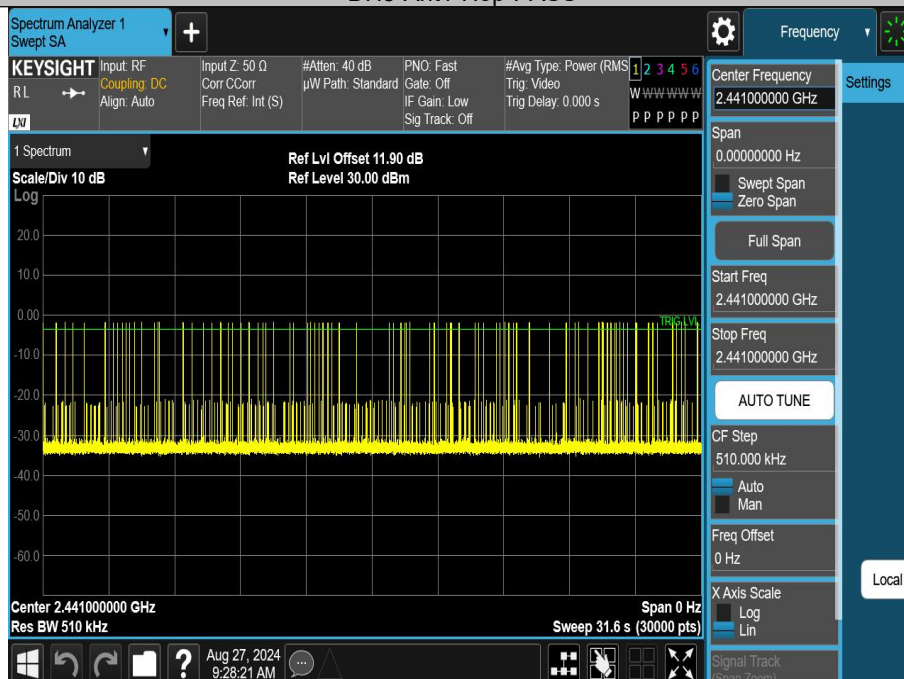 Spectrum Analyzer 1
Swept SA
Frequency
KEYSIGHT
R L
LXI
Input: RF
Coupling: DC
Align: Auto
Input Z: 50 Ω
Corr CCorr
Freq Ref: Int (S)
#Atten: 40 dB
µW Path: Standard
PNO: Fast
Gate: Off
IF Gain: Low
Sig Track: Off
#Avg Type: Power (RMS
Trig: Video
Trig Delay: 0.000 s
1 2 3 4 5 6
W W W W W W
P P P P P P
Center Frequency
2.441000000 GHz
Settings
Span
0.00000000 Hz
Swept Span
Zero Span
Full Span
Start Freq
2.441000000 GHz
Stop Freq
2.441000000 GHz
AUTO TUNE
CF Step
510.000 kHz
Auto
Man
Freq Offset
0 Hz
X Axis Scale
Log
Lin
Signal Track
(Span Zoom)
Local
1 Spectrum
Scale/Div 10 dB
Log
Ref Lvl Offset 11.90 dB
Ref Level 30.00 dBm
20.0
10.0
0.00
TRIG LVL
-10.0
-20.0
-30.0
-40.0
-50.0
-60.0
Center 2.441000000 GHz
Res BW 510 kHz
Span 0 Hz
Sweep 31.6 s (30000 pts)
?
Aug 27, 2024
9:28:21 AM